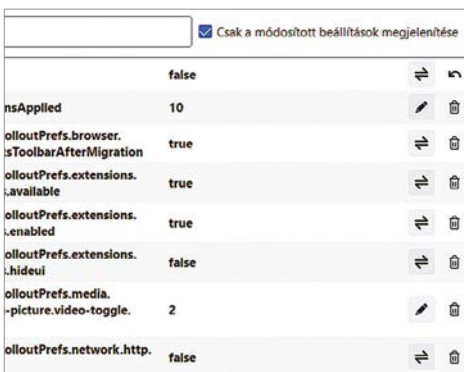 Csak a módosított beállítások megjelenítése
false
nsApplied 10
olloutPrefs.browser.
sToolbarAfterMigration true
olloutPrefs.extensions.
s.available true
olloutPrefs.extensions.
s.enabled true
olloutPrefs.extensions.
s.hideui false
olloutPrefs.media.
-picture.video-toggle. 2
olloutPrefs.network.http. false